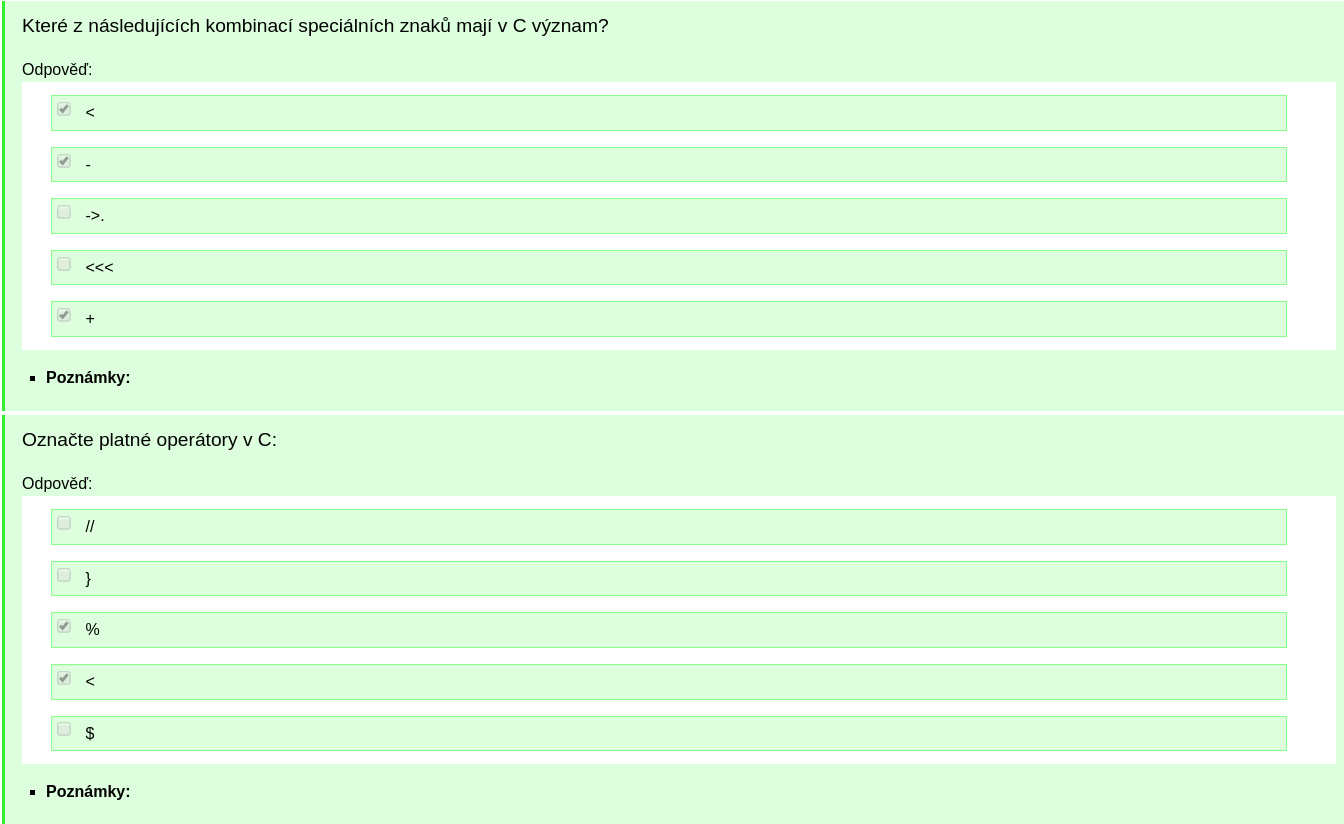 Které z následujících kombinací speciálních znaků mají v C význam?
Odpověď:
<
-
->.
<<<
+
Poznámky:
Označte platné operátory v C:
Odpověď:
//
}
%
<
$
Poznámky: